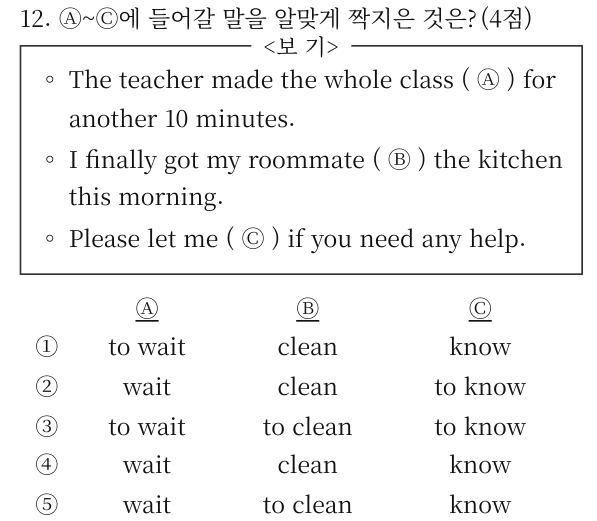 12. Ⓐ~Ⓒ에 들어갈 말을 알맞게 짝지은 것은?(4점)
<보 기>
◦ The teacher made the whole class ( Ⓐ ) for
another 10 minutes.
◦ I finally got my roommate ( Ⓑ ) the kitchen
this morning.
◦ Please let me ( Ⓒ ) if you need any help.
Ⓐ Ⓑ Ⓒ
① to wait clean know
② wait clean to know
③ to wait to clean to know
④ wait clean know
⑤ wait to clean know